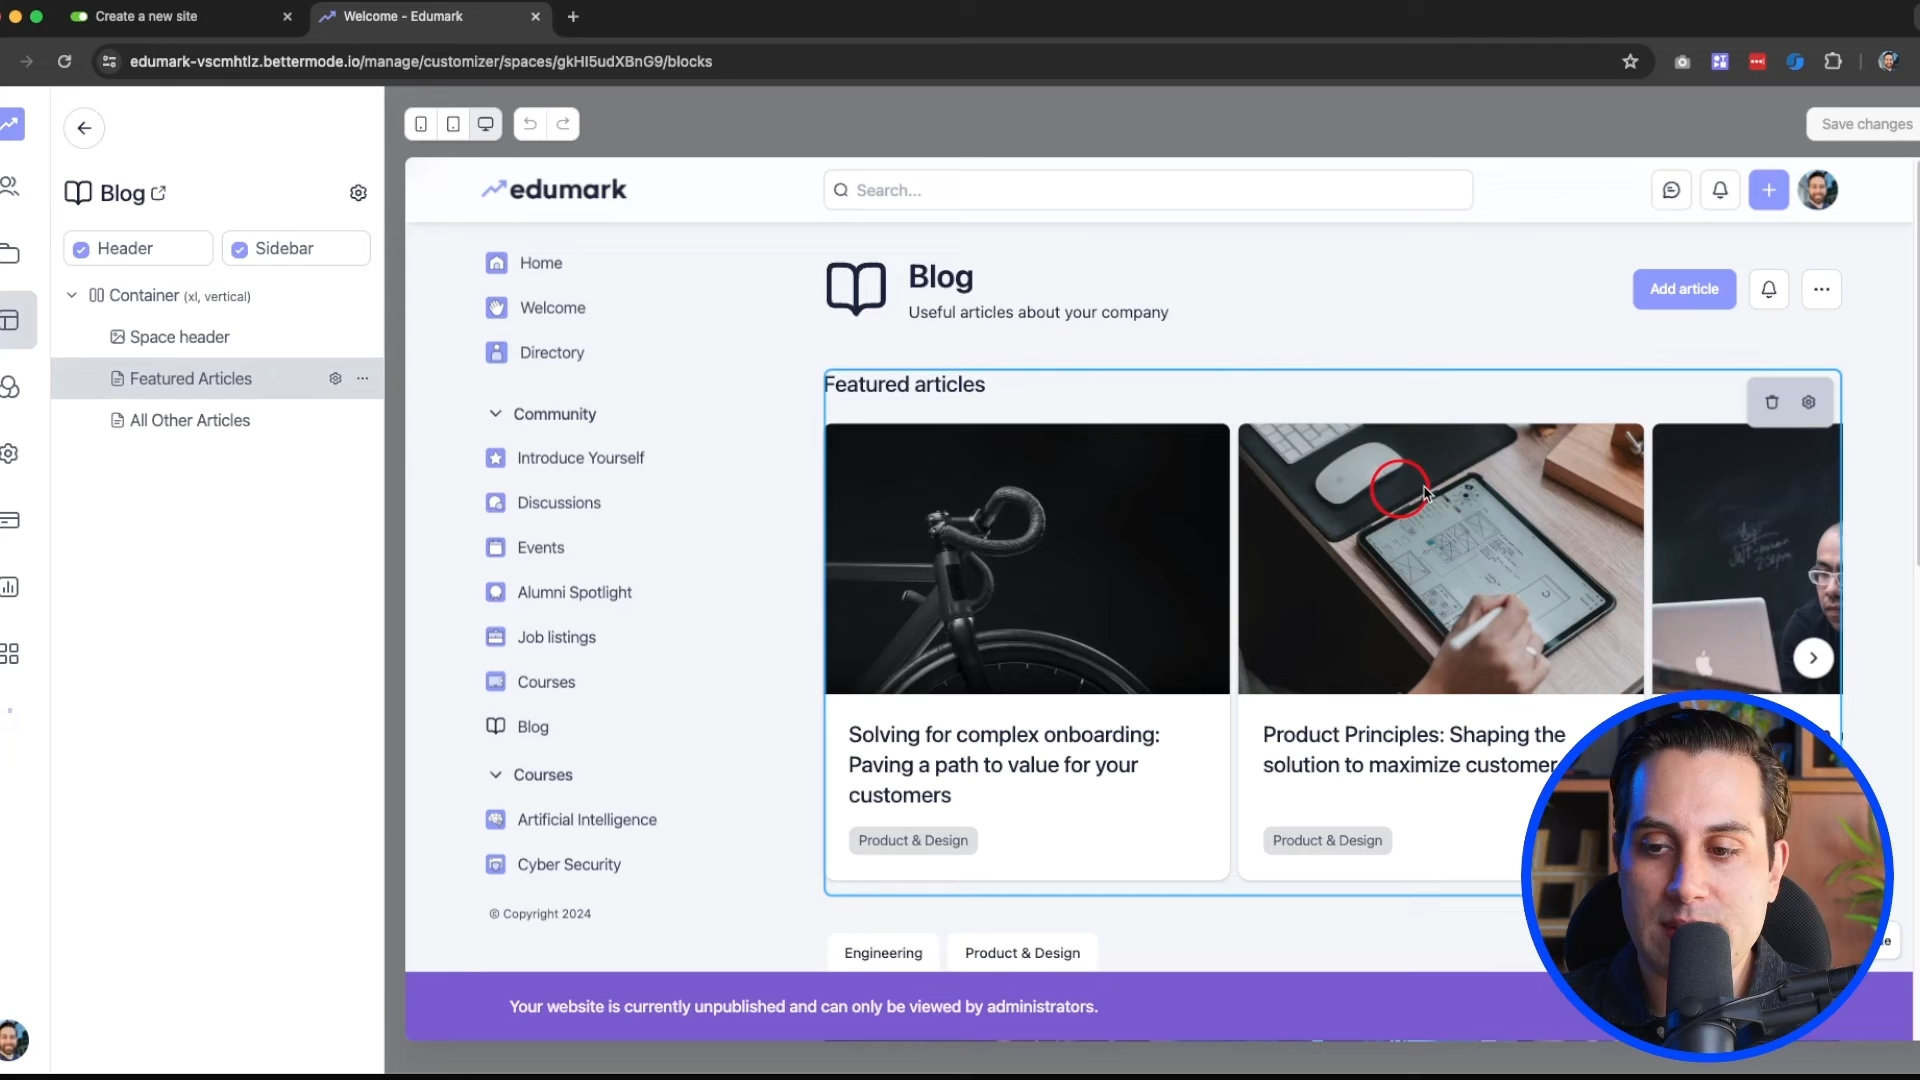 Create a new site
Welcome - Edumark
edumark-vscmhtlz.bettermode.io/manage/customizer/spaces/gkHI5udXBnG9/blocks
Save changes
Blog
Header
Sidebar
Container (xl, vertical)
Space header
Featured Articles
All Other Articles
edumark
Search...
Home
Welcome
Directory
Community
Introduce Yourself
Discussions
Events
Alumni Spotlight
Job listings
Courses
Blog
Courses
Artificial Intelligence
Cyber Security
© Copyright 2024
Blog
Useful articles about your company
Add article
Featured articles
Solving for complex onboarding:
Paving a path to value for your
customers
Product & Design
Product Principles: Shaping the
solution to maximize customer
Product & Design
Engineering
Product & Design
Your website is currently unpublished and can only be viewed by administrators.